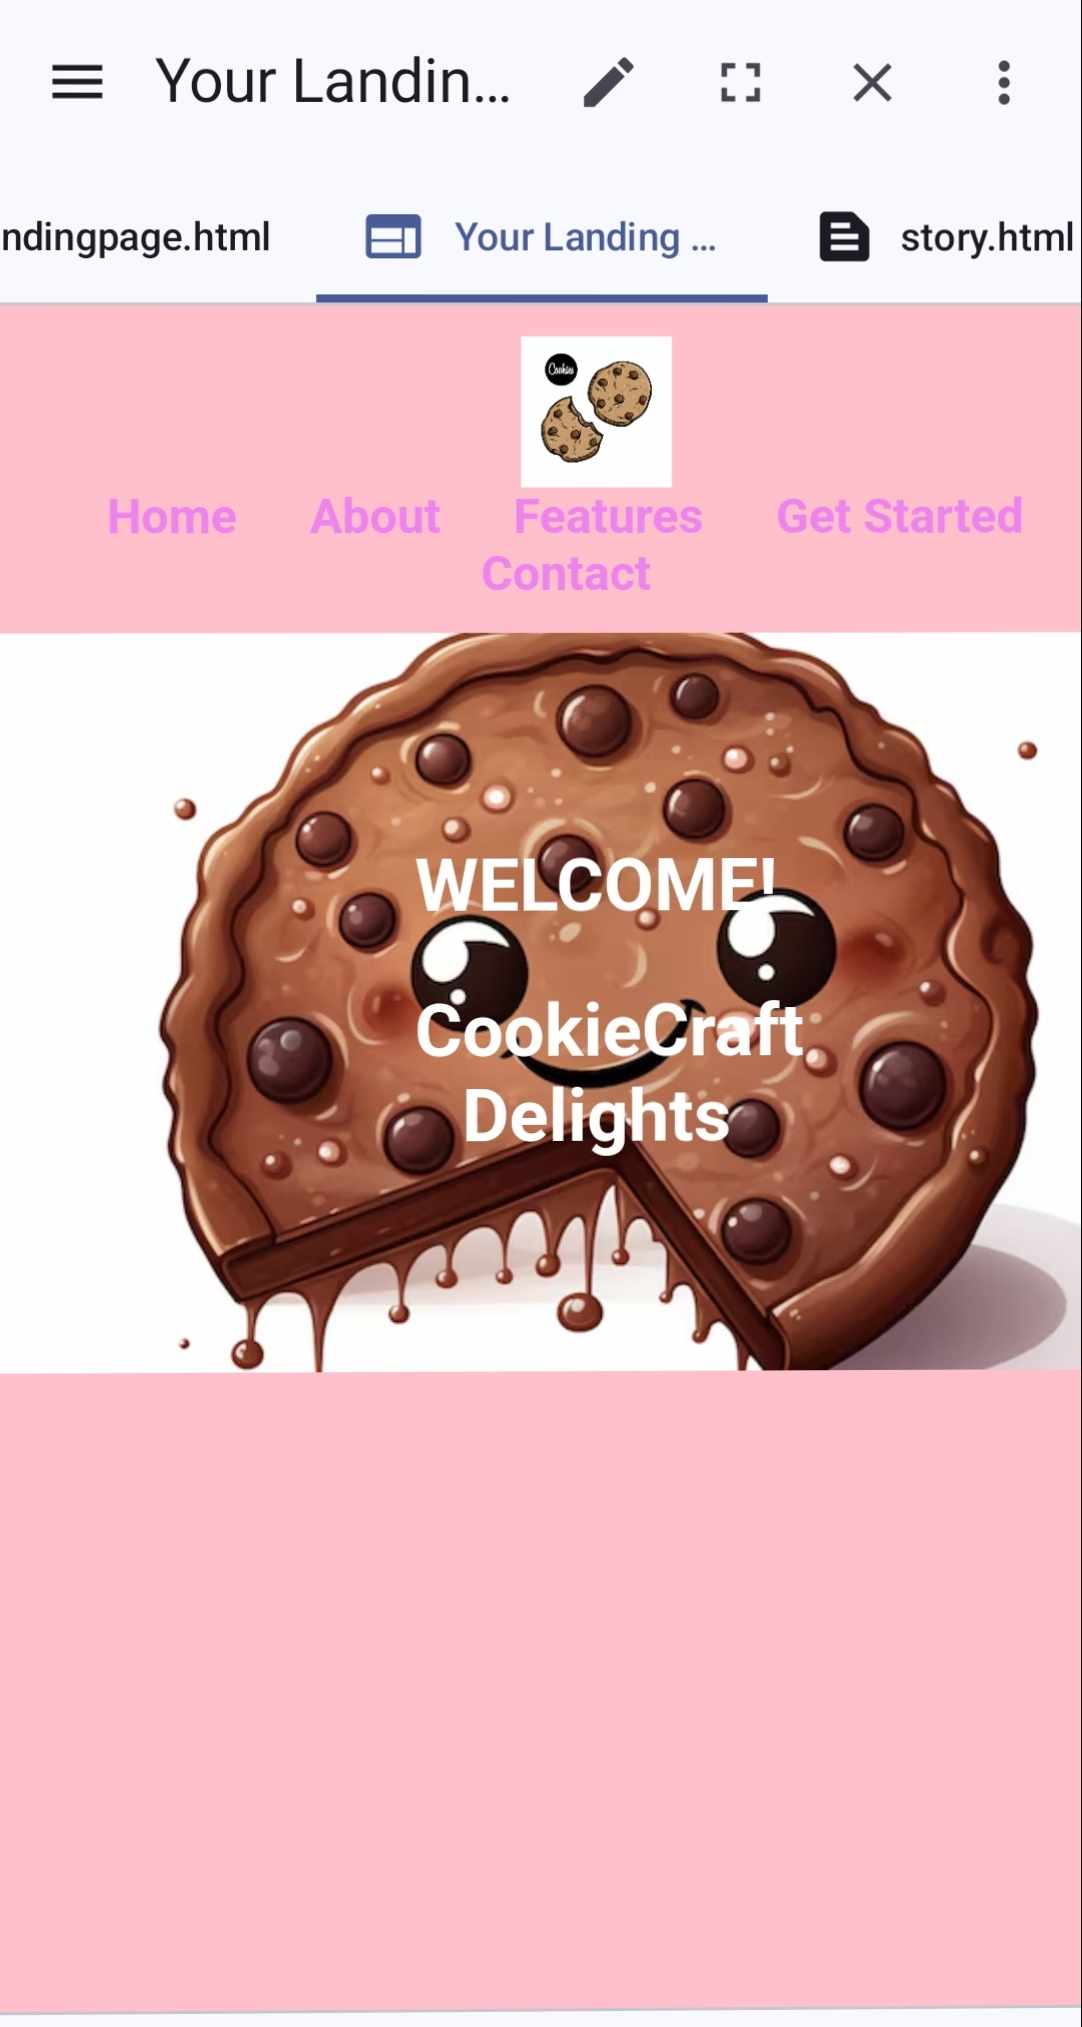 Your Landin...
ndingpage.html Your Landing ... story.html
Cookies
Home About Features Get Started
Contact
WELCOME!
CookieCraft
Delights